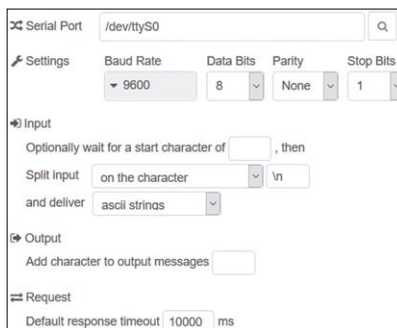 Serial Port /dev/ttyS0
Settings Baud Rate Data Bits Parity Stop Bits
9600 8 None 1
Input
Optionally wait for a start character of , then
Split input on the character \n
and deliver ascii strings
Output
Add character to output messages
Request
Default response timeout 10000 ms